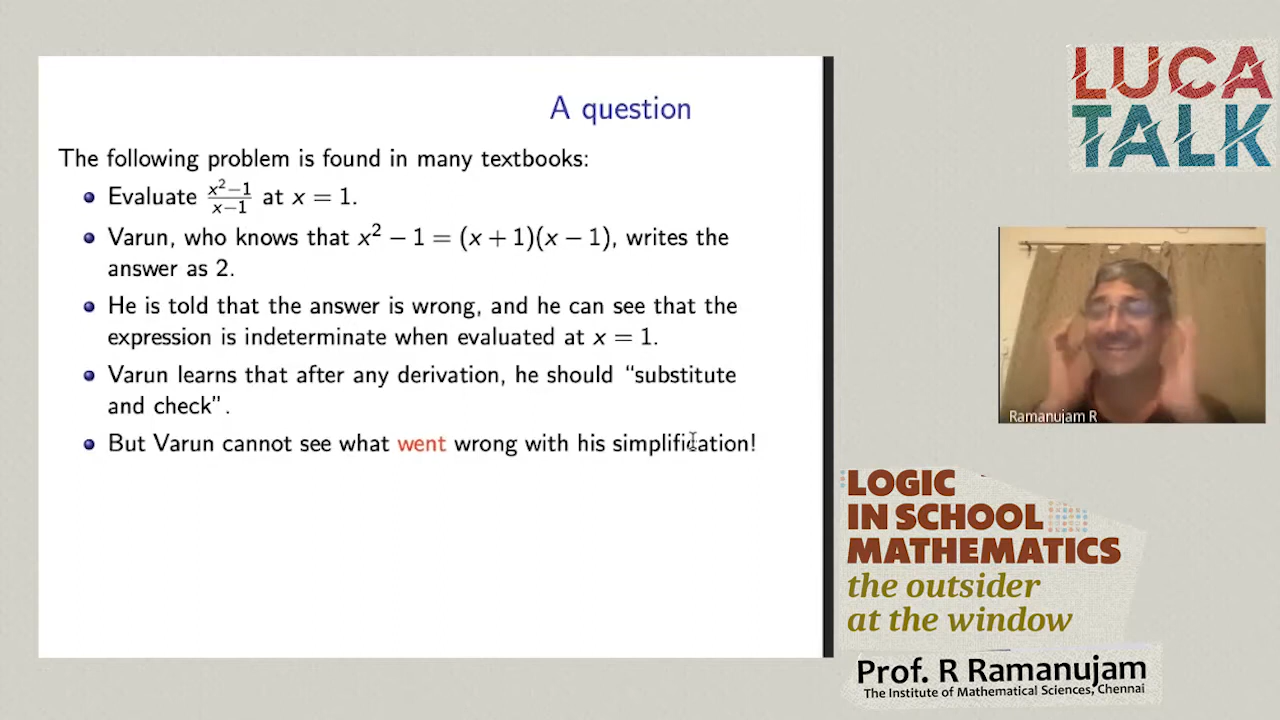 A question
The following problem is found in many textbooks:
Evaluate x²−1/x−1 at x = 1.
Varun, who knows that x² − 1 = (x + 1)(x − 1), writes the
answer as 2.
He is told that the answer is wrong, and he can see that the
expression is indeterminate when evaluated at x = 1.
Varun learns that after any derivation, he should “substitute
and check”.
But Varun cannot see what went wrong with his simplification!
LUCA
TALK
Ramanujam R
LOGIC
IN SCHOOL
MATHEMATICS
the outsider
at the window
Prof. R Ramanujam
The Institute of Mathematical Sciences, Chennai